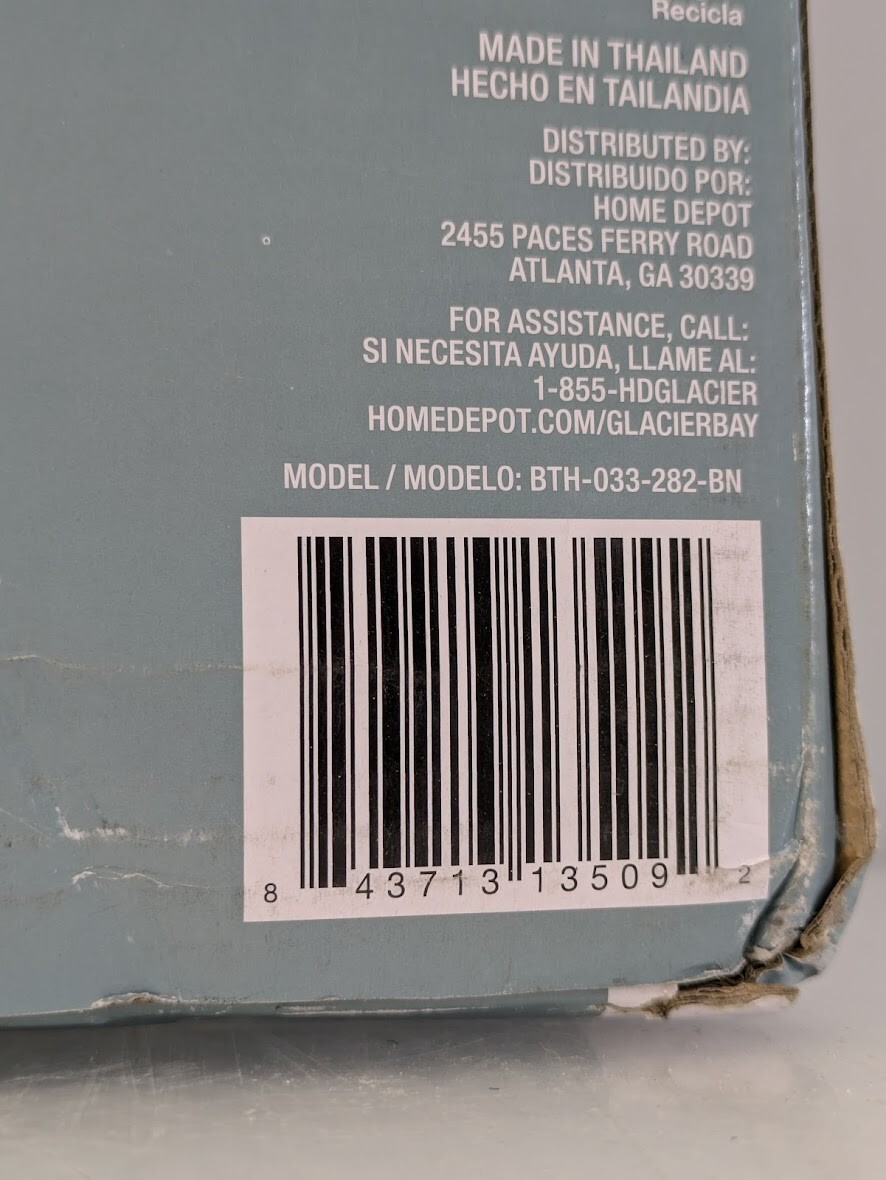 Recicla
MADE IN THAILAND
HECHO EN TAILANDIA
DISTRIBUTED BY:
DISTRIBUIDO POR:
HOME DEPOT
2455 PACES FERRY ROAD
ATLANTA, GA 30339
FOR ASSISTANCE, CALL:
SI NECESITA AYUDA, LLAME AL:
1-855-HDGLACIER
HOMEDEPOT.COM/GLACIERBAY
MODEL / MODELO: BTH-033-282-BN
8 43713 13509 2